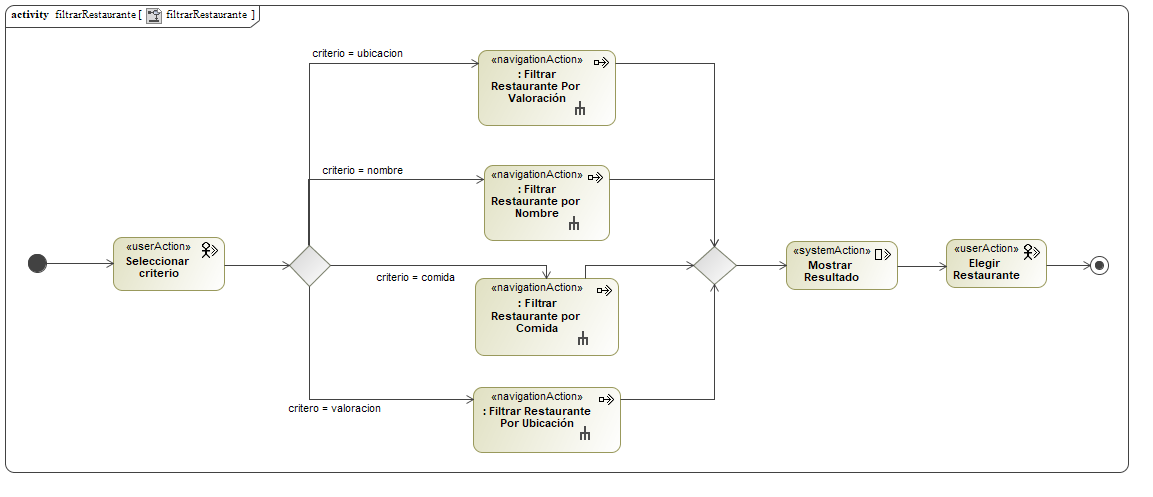 activity filtrarRestaurante [ filtrarRestaurante ]
criterio = ubicacion
«navigationAction»
: Filtrar
Restaurante Por
Valoración
criterio = nombre
«navigationAction»
: Filtrar
Restaurante por
Nombre
«userAction»
Seleccionar
criterio
criterio = comida
«navigationAction»
: Filtrar
Restaurante por
Comida
critero = valoracion
«navigationAction»
: Filtrar Restaurante
Por Ubicación
«systemAction»
Mostrar
Resultado
«userAction»
Elegir
Restaurante